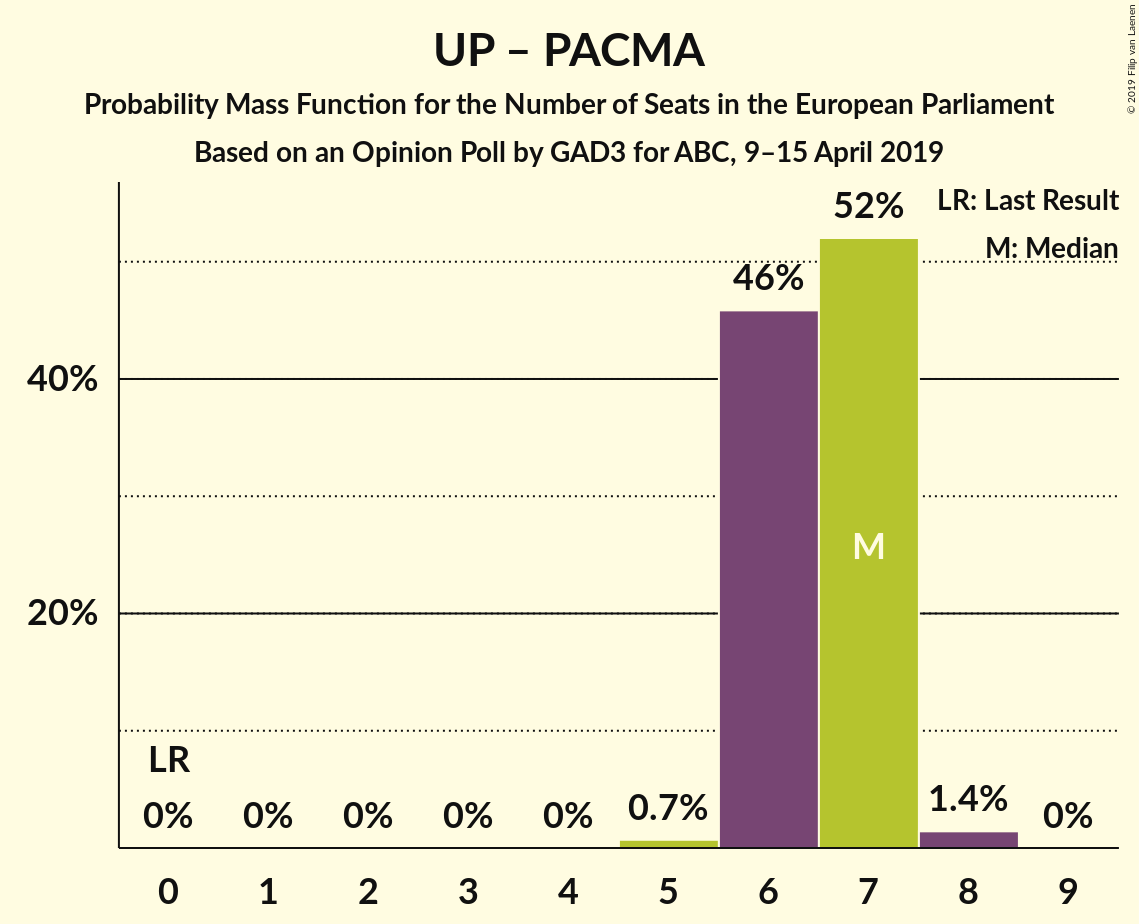 UP – PACMA
Probability Mass Function for the Number of Seats in the European Parliament
Based on an Opinion Poll by GAD3 for ABC, 9–15 April 2019
© 2019 Filip van Laenen
LR: Last Result
M: Median
52%
46%
40%
M
20%
LR
0%
0%
0%
0%
0%
0.7%
1.4%
0%
0
1
2
3
4
5
6
7
8
9